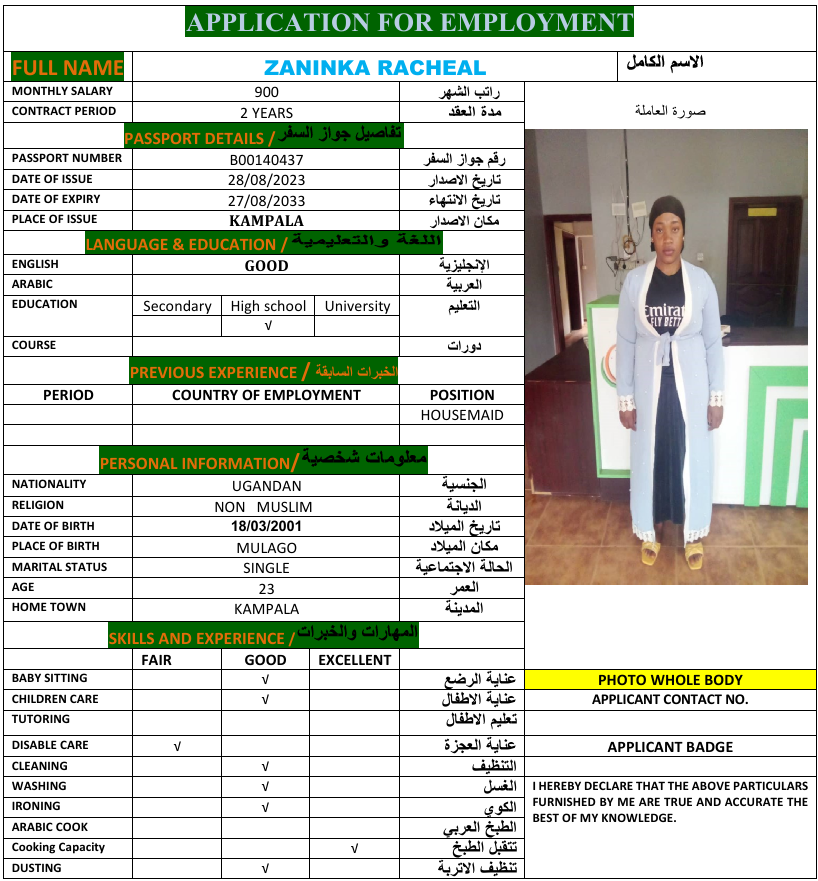 APPLICATION FOR EMPLOYMENT
FULL NAME ZANINKA RACHEAL الاسم الكامل
MONTHLY SALARY 900 راتب الشهر
CONTRACT PERIOD 2 YEARS مدة العقد
صورة العاملة
PASSPORT DETAILS / تفاصيل جواز السفر
PASSPORT NUMBER B00140437 رقم جواز السفر
DATE OF ISSUE 28/08/2023 تاريخ الاصدار
DATE OF EXPIRY 27/08/2033 تاريخ الانتهاء
PLACE OF ISSUE KAMPALA مكان الاصدار
LANGUAGE & EDUCATION / اللغة والتعليمية
ENGLISH GOOD الإنجليزية
ARABIC العربية
EDUCATION Secondary High school University التعليم
√
COURSE دورات
PREVIOUS EXPERIENCE / الخبرات السابقة
PERIOD COUNTRY OF EMPLOYMENT POSITION
HOUSEMAID
PERSONAL INFORMATION/ معلومات شخصية
NATIONALITY UGANDAN الجنسية
RELIGION NON MUSLIM الديانة
DATE OF BIRTH 18/03/2001 تاريخ الميلاد
PLACE OF BIRTH MULAGO مكان الميلاد
MARITAL STATUS SINGLE الحالة الاجتماعية
AGE 23 العمر
HOME TOWN KAMPALA المدينة
SKILLS AND EXPERIENCE / المهارات والخبرات
FAIR GOOD EXCELLENT
BABY SITTING √ عناية الرضع
CHILDREN CARE √ عناية الاطفال
TUTORING تعليم الاطفال
DISABLE CARE √ عناية العجزة
CLEANING √ التنظيف
WASHING √ الغسل
IRONING √ الكوي
ARABIC COOK الطبخ العربي
Cooking Capacity √ تتقبل الطبخ
DUSTING √ تنظيف الاتربة
PHOTO WHOLE BODY
APPLICANT CONTACT NO.
APPLICANT BADGE
I HEREBY DECLARE THAT THE ABOVE PARTICULARS
FURNISHED BY ME ARE TRUE AND ACCURATE THE
BEST OF MY KNOWLEDGE.